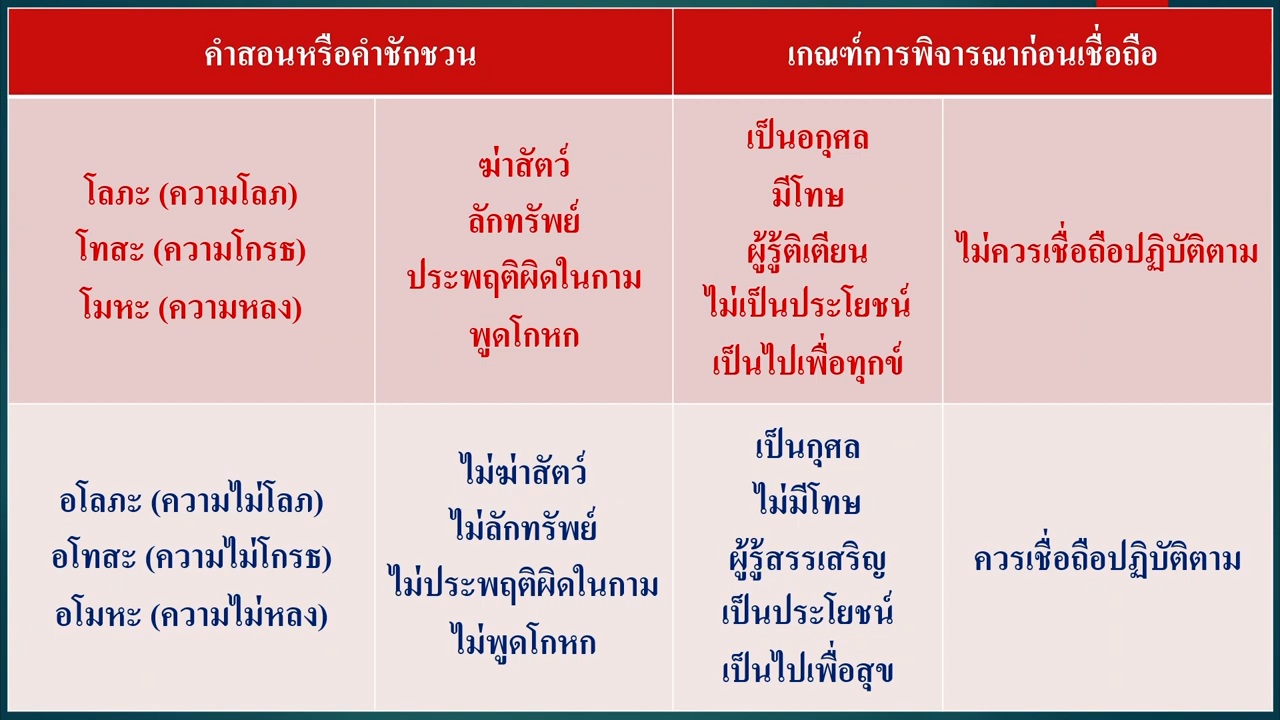 คำสอนหรือคำชักชวน
เกณฑ์การพิจารณาก่อนเชื่อถือ
โลภะ (ความโลภ)
โทสะ (ความโกรธ)
โมหะ (ความหลง)
ฆ่าสัตว์
ลักทรัพย์
ประพฤติผิดในกาม
พูดโกหก
เป็นอกุศล
มีโทษ
ผู้รู้ติเตียน
ไม่เป็นประโยชน์
เป็นไปเพื่อทุกข์
ไม่ควรเชื่อถือปฏิบัติตาม
อโลภะ (ความไม่โลภ)
อโทสะ (ความไม่โกรธ)
อโมหะ (ความไม่หลง)
ไม่ฆ่าสัตว์
ไม่ลักทรัพย์
ไม่ประพฤติผิดในกาม
ไม่พูดโกหก
เป็นกุศล
ไม่มีโทษ
ผู้รู้สรรเสริญ
เป็นประโยชน์
เป็นไปเพื่อสุข
ควรเชื่อถือปฏิบัติตาม